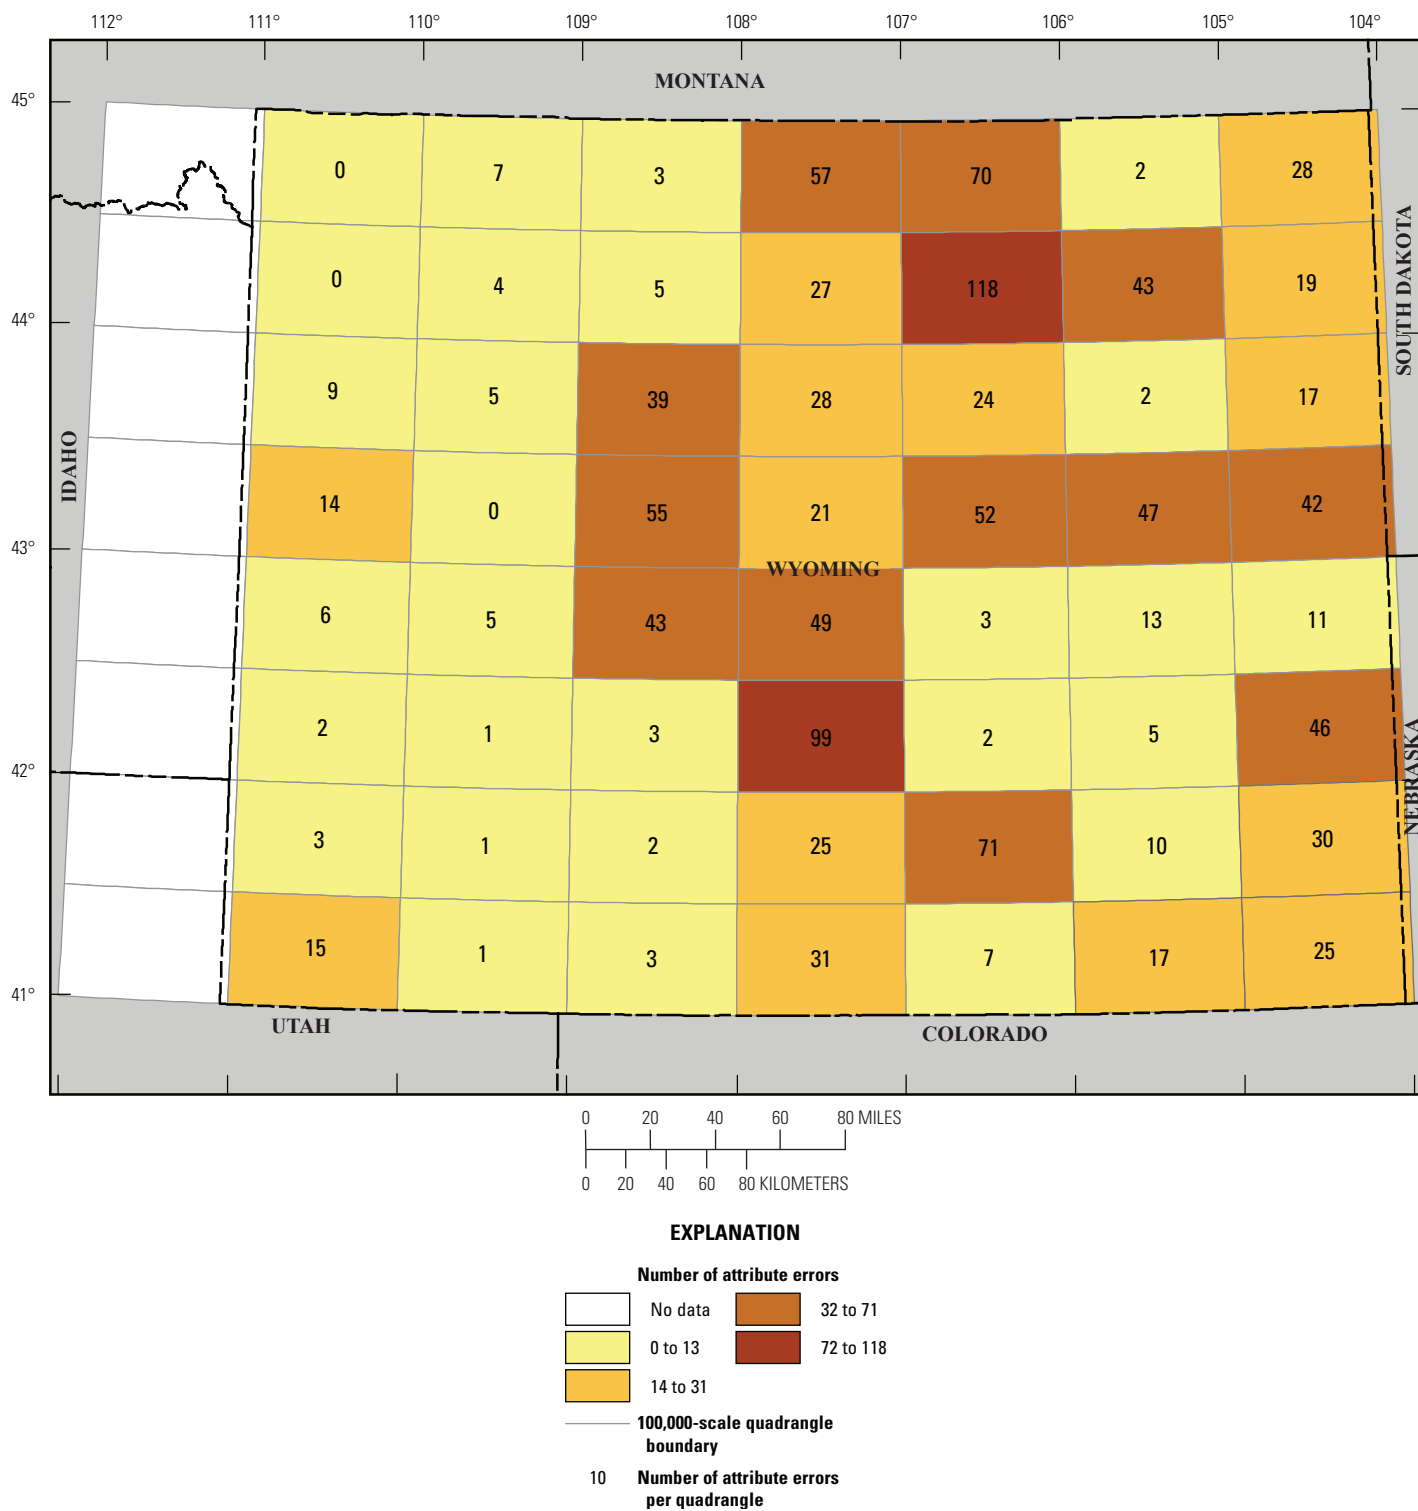 112° 111° 110° 109° 108° 107° 106° 105° 104°
MONTANA
45°
0 7 3 57 70 2 28
SOUTH DAKOTA
0 4 5 27 118 43 19
44°
9 5 39 28 24 2 17
IDAHO
14 0 55 21 52 47 42
43°
WYOMING
6 5 43 49 3 13 11
2 1 3 99 2 5 46
NEBRASKA
42°
3 1 2 25 71 10 30
15 1 3 31 7 17 25
41°
UTAH
COLORADO
0 20 40 60 80 MILES
0 20 40 60 80 KILOMETERS
EXPLANATION
Number of attribute errors
No data 32 to 71
0 to 13 72 to 118
14 to 31
100,000-scale quadrangle
boundary
10 Number of attribute errors
per quadrangle